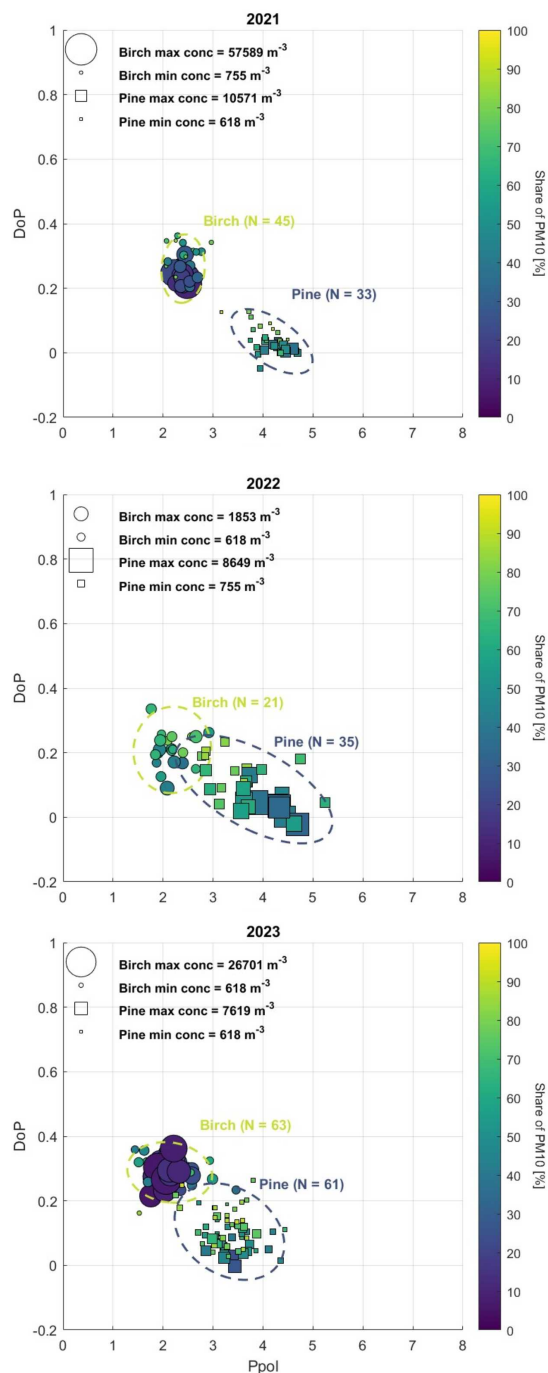 2021
1
0.8
0.6
0.4
0.2
0
-0.2
DoP
Birch max conc = 57589 m⁻³
Birch min conc = 755 m⁻³
Pine max conc = 10571 m⁻³
Pine min conc = 618 m⁻³
Birch (N = 45)
Pine (N = 33)
0 1 2 3 4 5 6 7 8
100
90
80
70
60
50
40
30
20
10
0
Share of PM10 [%]
2022
1
0.8
0.6
0.4
0.2
0
-0.2
DoP
Birch max conc = 1853 m⁻³
Birch min conc = 618 m⁻³
Pine max conc = 8649 m⁻³
Pine min conc = 755 m⁻³
Birch (N = 21)
Pine (N = 35)
0 1 2 3 4 5 6 7 8
100
90
80
70
60
50
40
30
20
10
0
Share of PM10 [%]
2023
1
0.8
0.6
0.4
0.2
0
-0.2
DoP
Birch max conc = 26701 m⁻³
Birch min conc = 618 m⁻³
Pine max conc = 7619 m⁻³
Pine min conc = 618 m⁻³
Birch (N = 63)
Pine (N = 61)
0 1 2 3 4 5 6 7 8
Ppol
100
90
80
70
60
50
40
30
20
10
0
Share of PM10 [%]